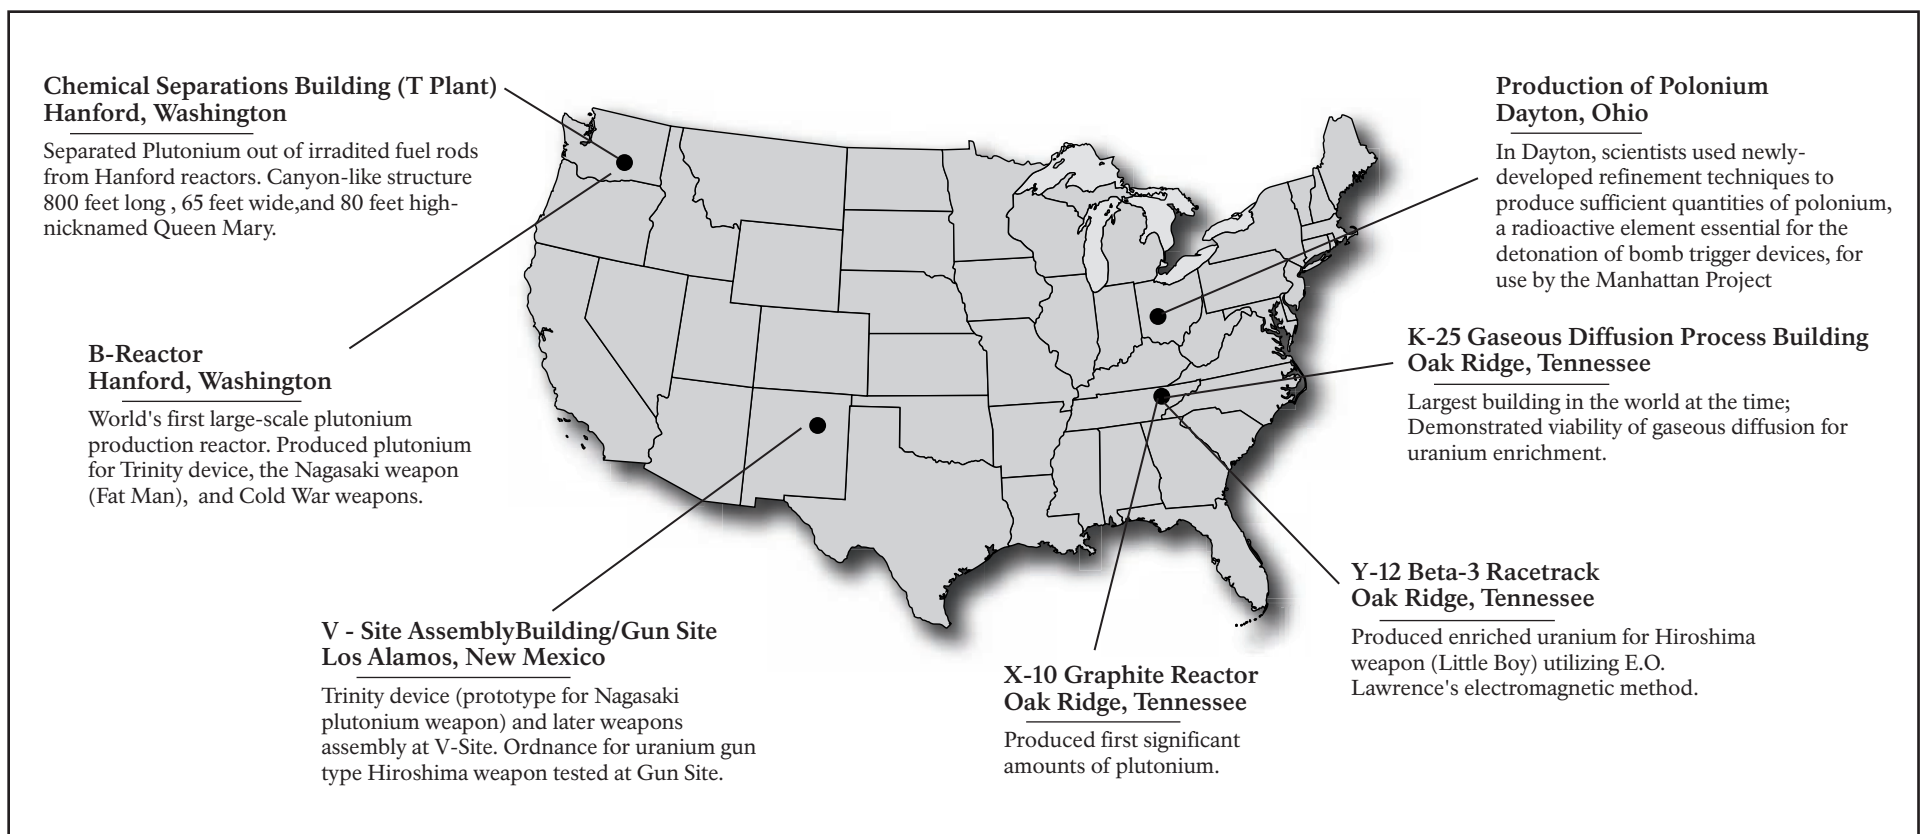 Chemical Separations Building (T Plant)
Hanford, Washington
Separated Plutonium out of irradited fuel rods
from Hanford reactors. Canyon-like structure
800 feet long , 65 feet wide,and 80 feet high-
nicknamed Queen Mary.
B-Reactor
Hanford, Washington
World's first large-scale plutonium
production reactor. Produced plutonium
for Trinity device, the Nagasaki weapon
(Fat Man), and Cold War weapons.
V - Site AssemblyBuilding/Gun Site
Los Alamos, New Mexico
Trinity device (prototype for Nagasaki
plutonium weapon) and later weapons
assembly at V-Site. Ordnance for uranium gun
type Hiroshima weapon tested at Gun Site.
Production of Polonium
Dayton, Ohio
In Dayton, scientists used newly-
developed refinement techniques to
produce sufficient quantities of polonium,
a radioactive element essential for the
detonation of bomb trigger devices, for
use by the Manhattan Project
K-25 Gaseous Diffusion Process Building
Oak Ridge, Tennessee
Largest building in the world at the time;
Demonstrated viability of gaseous diffusion for
uranium enrichment.
Y-12 Beta-3 Racetrack
Oak Ridge, Tennessee
Produced enriched uranium for Hiroshima
weapon (Little Boy) utilizing E.O.
Lawrence's electromagnetic method.
X-10 Graphite Reactor
Oak Ridge, Tennessee
Produced first significant
amounts of plutonium.